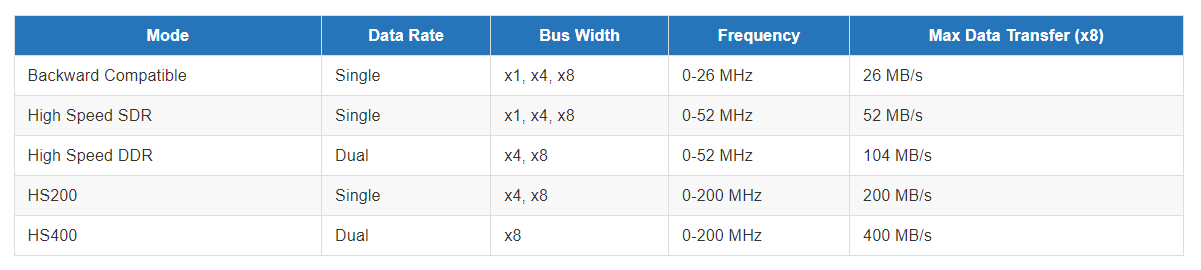 Mode Data Rate Bus Width Frequency Max Data Transfer (x8)
Backward Compatible Single x1, x4, x8 0-26 MHz 26 MB/s
High Speed SDR Single x1, x4, x8 0-52 MHz 52 MB/s
High Speed DDR Dual x4, x8 0-52 MHz 104 MB/s
HS200 Single x4, x8 0-200 MHz 200 MB/s
HS400 Dual x8 0-200 MHz 400 MB/s